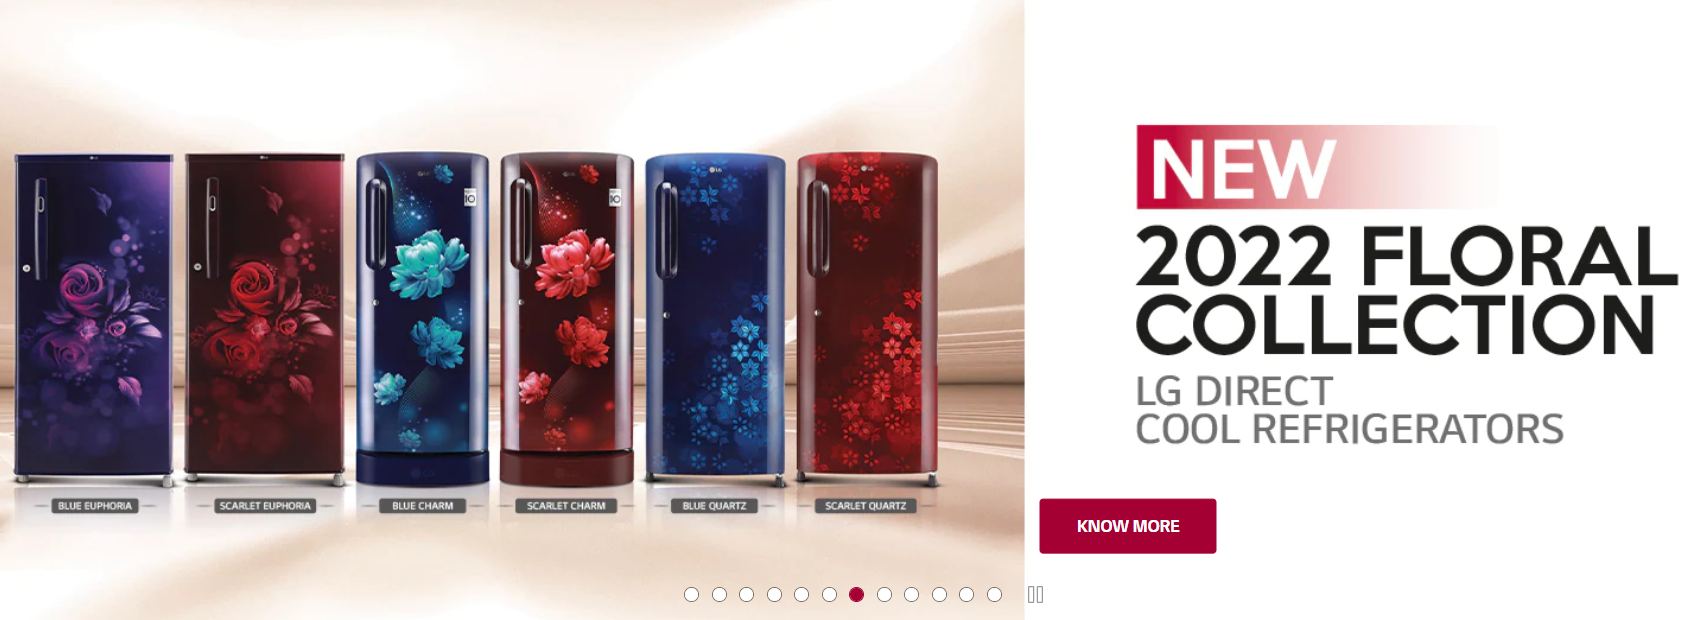 NEW
2022 FLORAL
COLLECTION
LG DIRECT
COOL REFRIGERATORS
BLUE EUPHORIA
SCARLET EUPHORIA
BLUE CHARM
SCARLET CHARM
BLUE QUARTZ
SCARLET QUARTZ
KNOW MORE